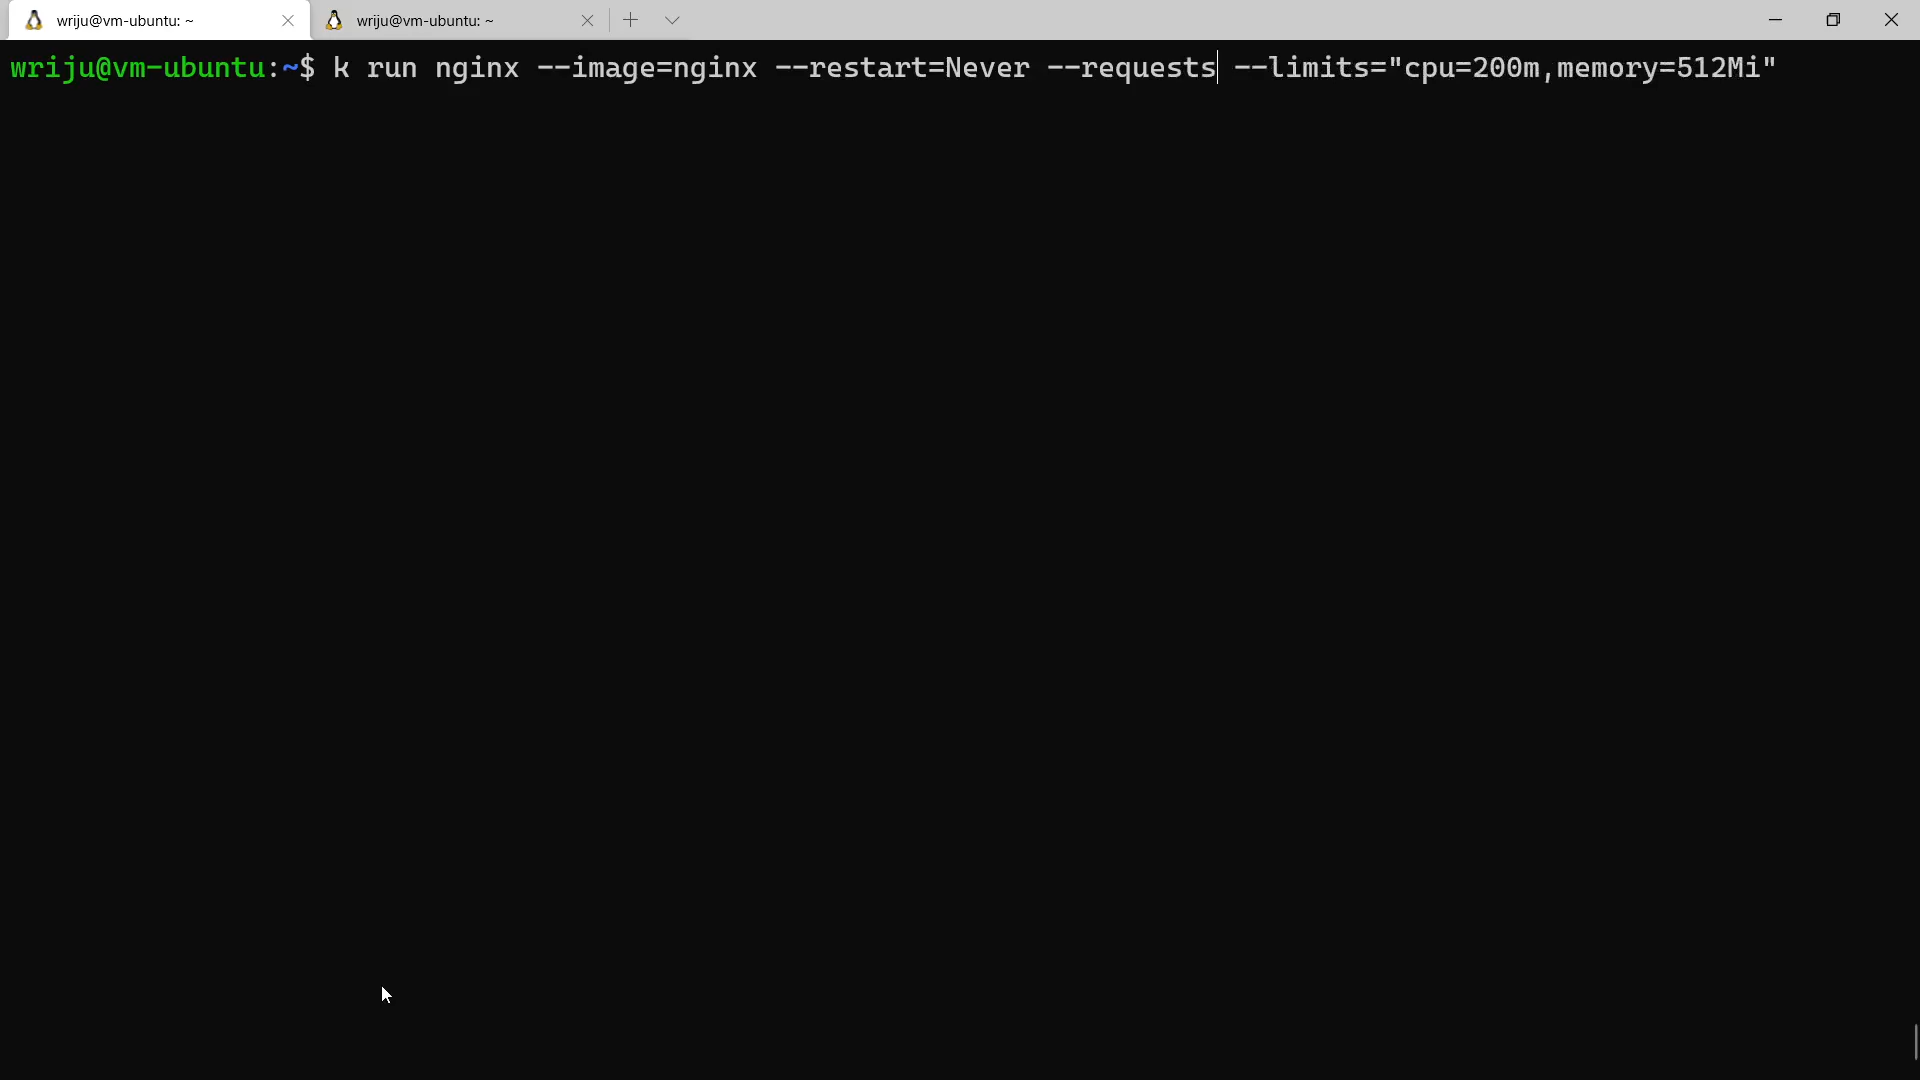 wriju@vm-ubuntu: ~
wriju@vm-ubuntu: ~
wriju@vm-ubuntu:~$ k run nginx --image=nginx --restart=Never --requests --limits="cpu=200m,memory=512Mi"